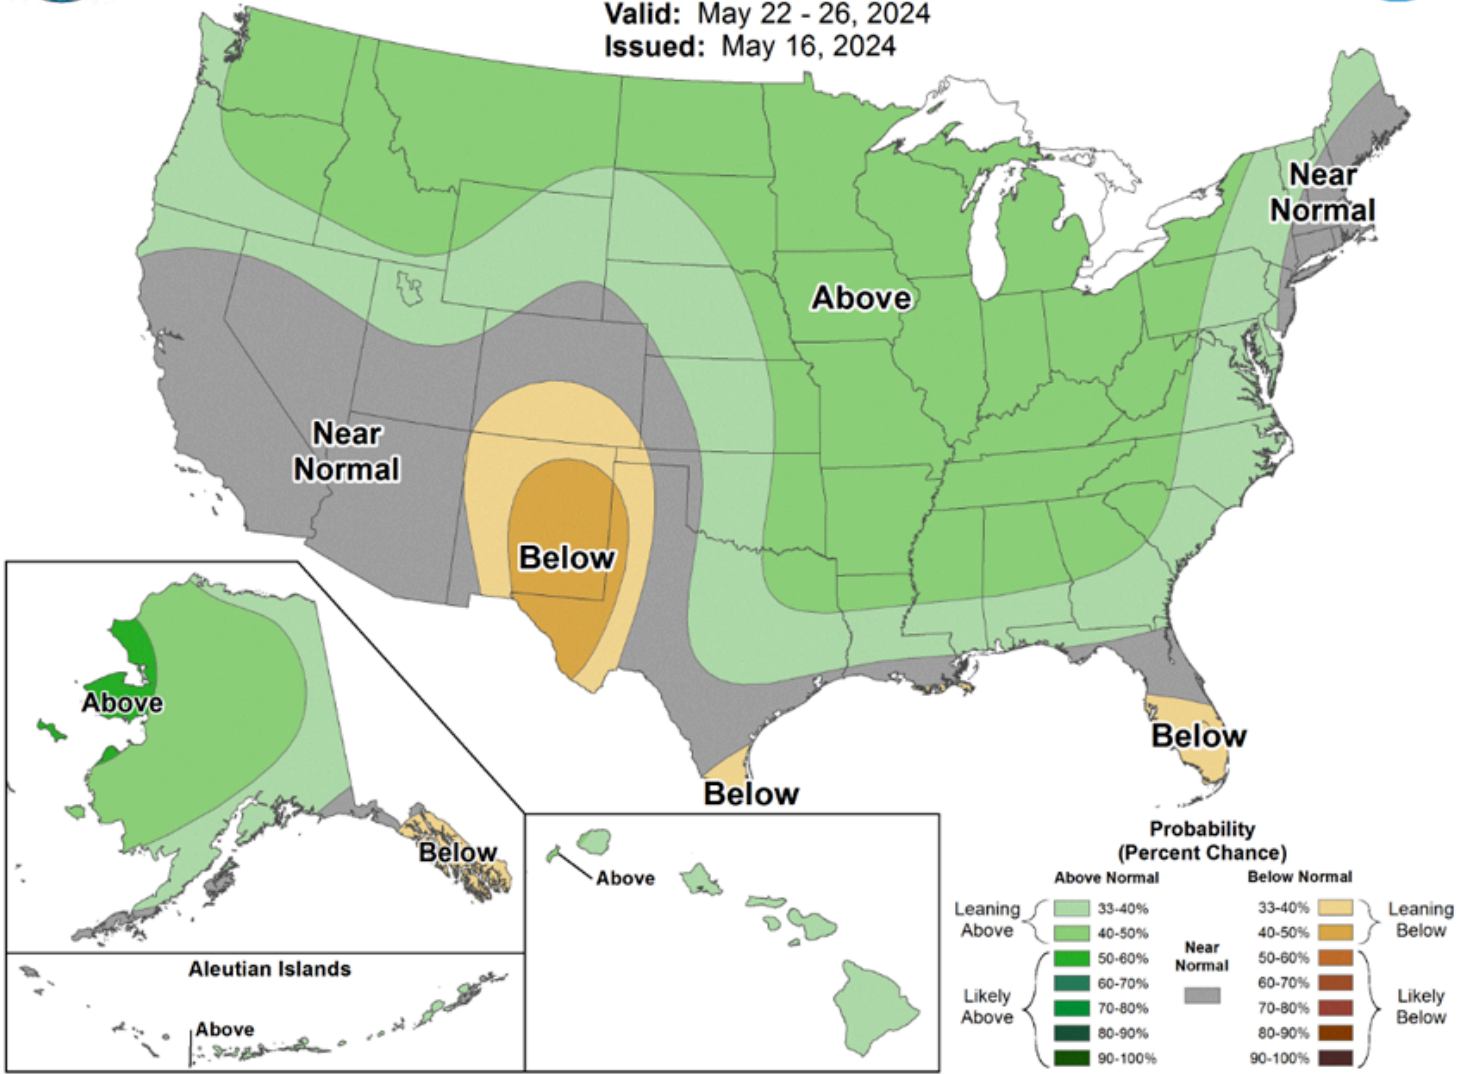 Valid: May 22 - 26, 2024
Issued: May 16, 2024
Near
Normal
Above
Near
Normal
Below
Below
Below
Above
Below
Above
Aleutian Islands
Above
Probability
(Percent Chance)
Above Normal
Below Normal
Leaning
Above
33-40%
40-50%
Likely
Above
50-60%
60-70%
70-80%
80-90%
90-100%
Near
Normal
33-40%
40-50%
Leaning
Below
50-60%
60-70%
70-80%
80-90%
90-100%
Likely
Below